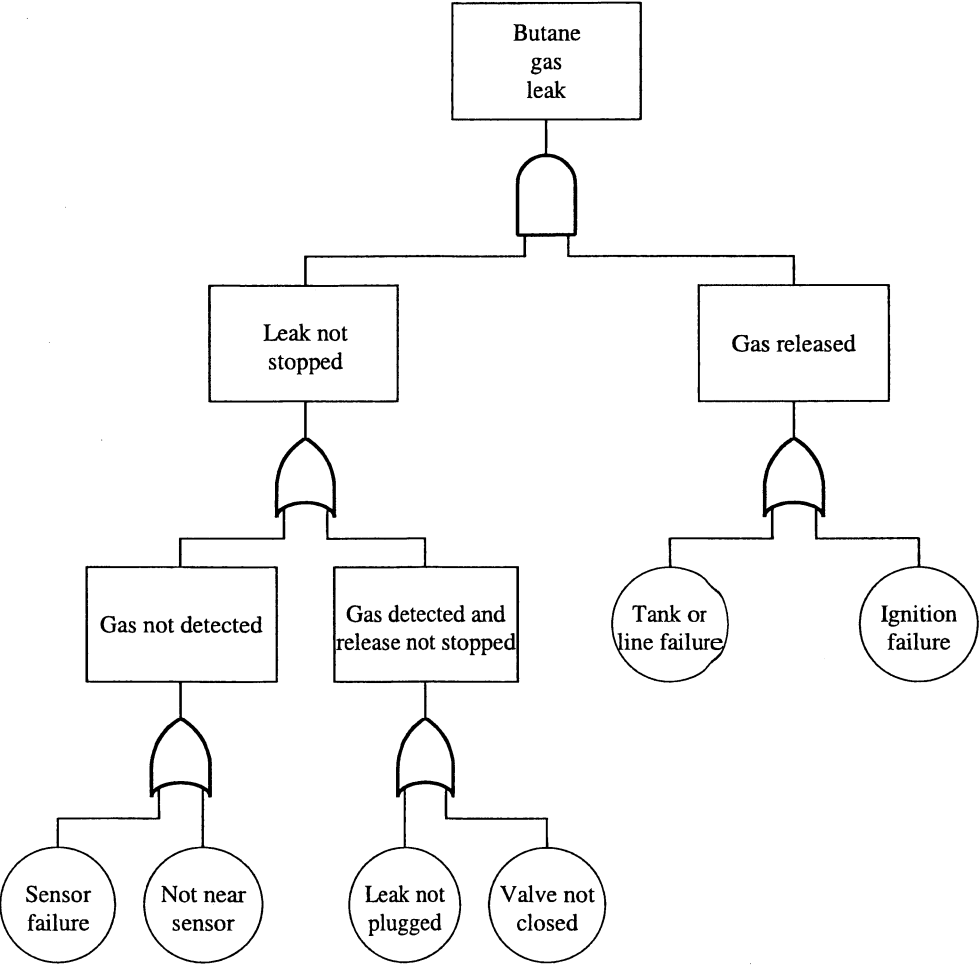 Butane
gas
leak
Leak not
stopped
Gas released
Gas not detected
Gas detected and
release not stopped
Tank or
line failure
Ignition
failure
Sensor
failure
Not near
sensor
Leak not
plugged
Valve not
closed